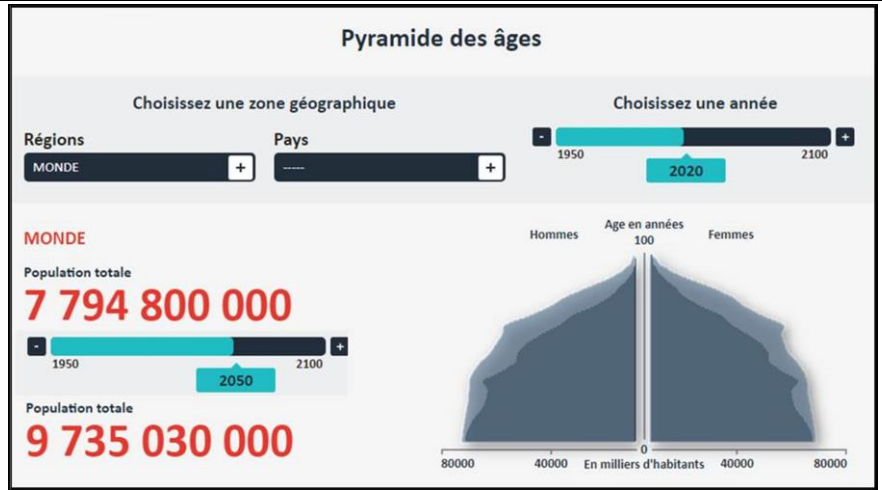 Pyramide des âges
Choisissez une zone géographique
Choisissez une année
Régions
Pays
MONDE +
----- +
- +
1950 2100
2020
MONDE
Population totale
7 794 800 000
- +
1950 2100
2050
Population totale
9 735 030 000
Hommes
Age en années
100
Femmes
0
80000 40000 En milliers d'habitants 40000 80000